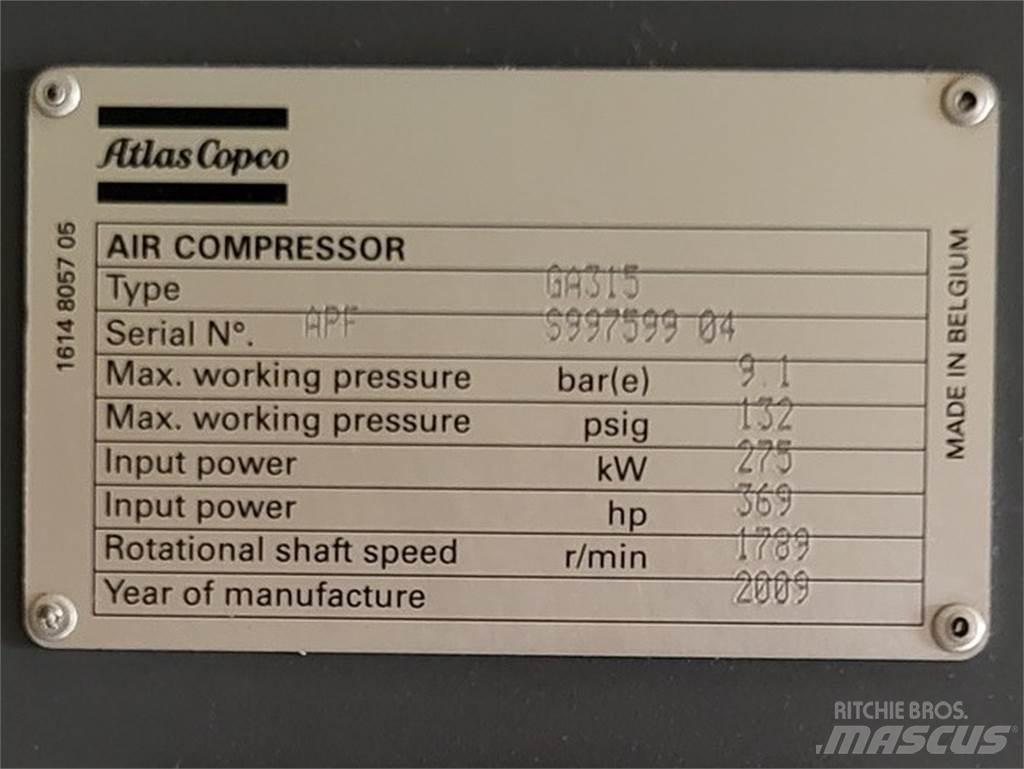 Atlas Copco
AIR COMPRESSOR
Type GA315
Serial N°. APF S997599 04
Max. working pressure bar(e) 9.1
Max. working pressure psig 132
Input power kW 275
Input power hp 369
Rotational shaft speed r/min 1789
Year of manufacture 2009
1614 8057 05
MADE IN BELGIUM
RITCHIE BROS.
MASCUS